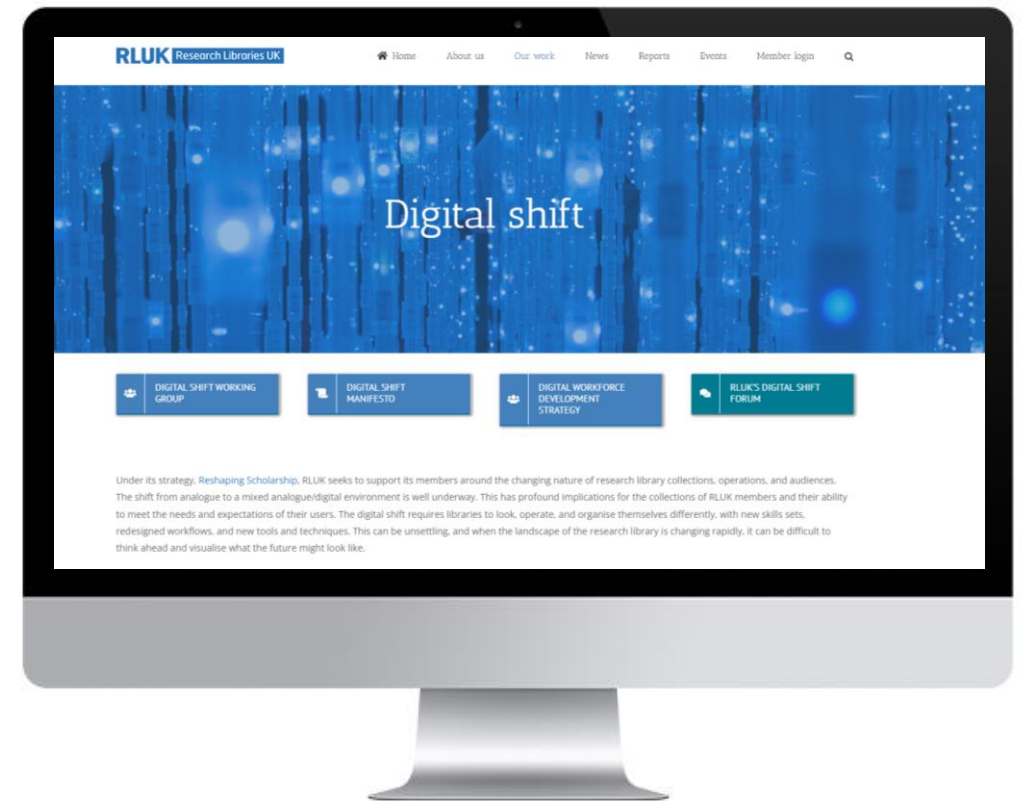 RLUK Research Libraries UK
Home About us Our work News Reports Events Member login
Digital shift
DIGITAL SHIFT WORKING
GROUP
DIGITAL SHIFT
MANIFESTO
DIGITAL WORKFORCE
DEVELOPMENT
STRATEGY
RLUK'S DIGITAL SHIFT
FORUM
Under its strategy, Reshaping Scholarship, RLUK seeks to support its members around the changing nature of research library collections, operations, and audiences.
The shift from analogue to a mixed analogue/digital environment is well underway. This has profound implications for the collections of RLUK members and their ability
to meet the needs and expectations of their users. The digital shift requires libraries to look, operate, and organise themselves differently, with new skills sets,
redesigned workflows, and new tools and techniques. This can be unsettling, and when the landscape of the research library is changing rapidly, it can be difficult to
think ahead and visualise what the future might look like.